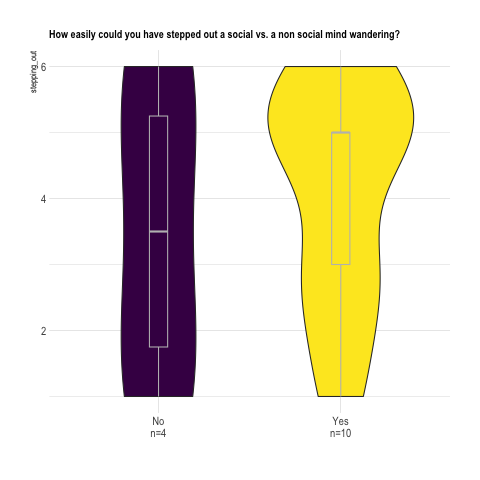 How easily could you have stepped out a social vs. a non social mind wandering?
stepping_out
6
4
2
No
n=4
Yes
n=10